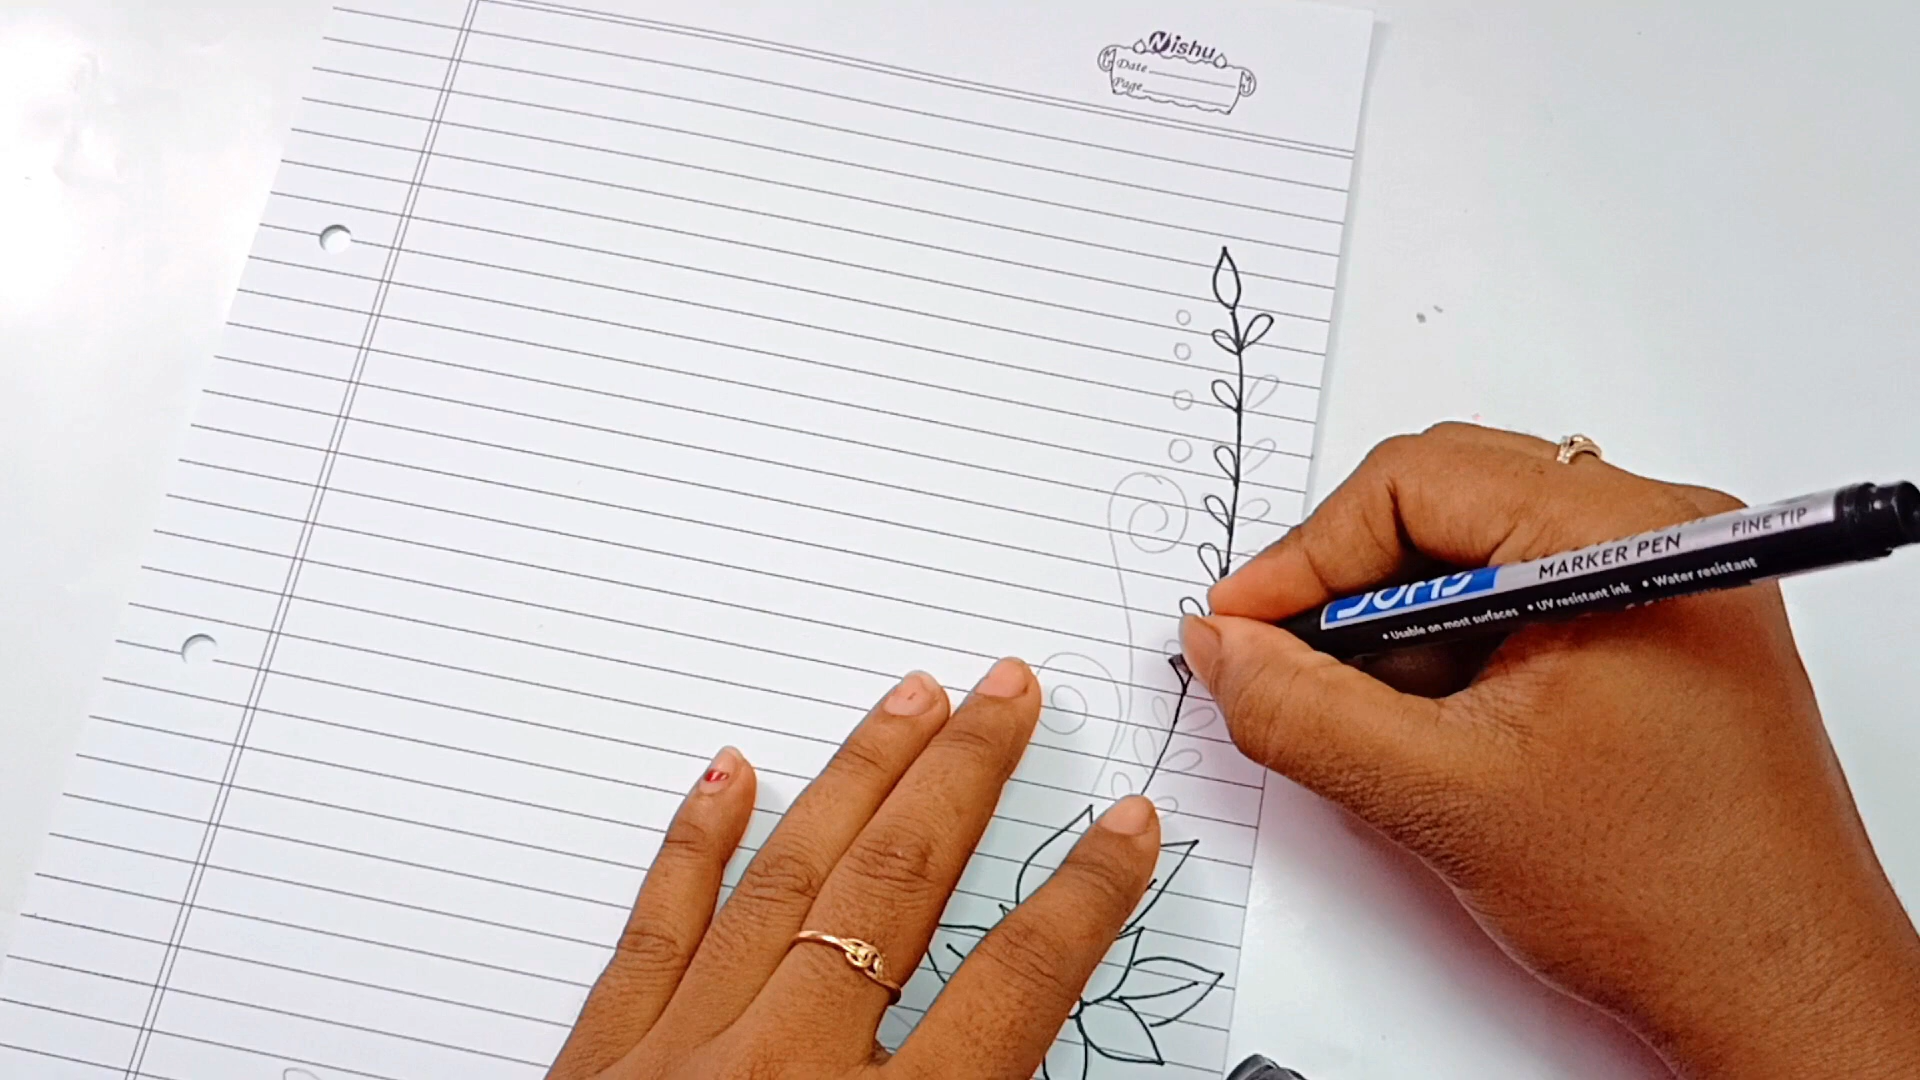 Nishu
Date
Page
MARKER PEN
FINE TIP
• Usable on most surfaces • UV resistant ink • Water resistant